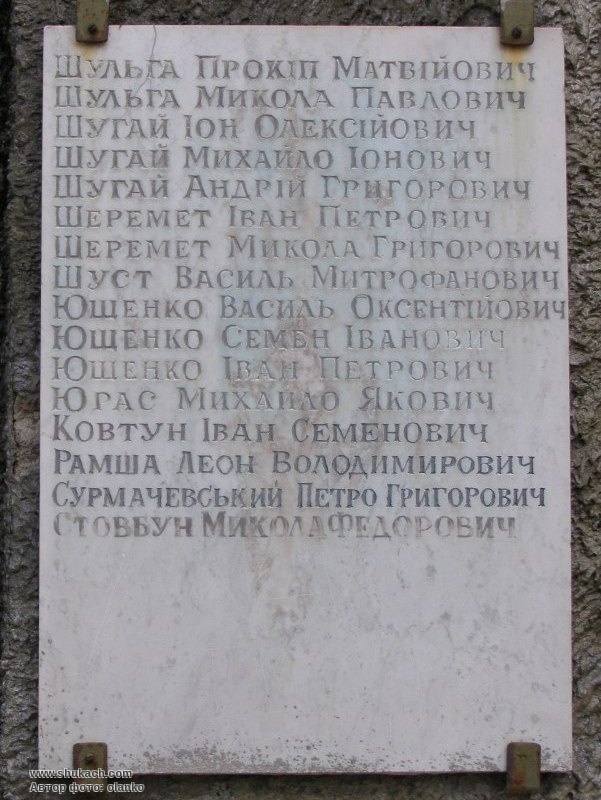 Шульга Прокіп Матвійович
Шульга Микола Павлович
Шугай Іон Олексійович
Шугай Михайло Іонович
Шугай Андрій Григорович
Шеремет Іван Петрович
Шеремет Микола Григорович
Шуст Василь Митрофанович
Ющенко Василь Оксентійович
Ющенко Семен Іванович
Ющенко Іван Петрович
Юрас Михайло Якович
Ковтун Іван Семенович
Рамша Леон Володимирович
Сурмачевський Петро Григорович
Стовбун Микола Федорович
www.shukach.com
Автор фото: olanko